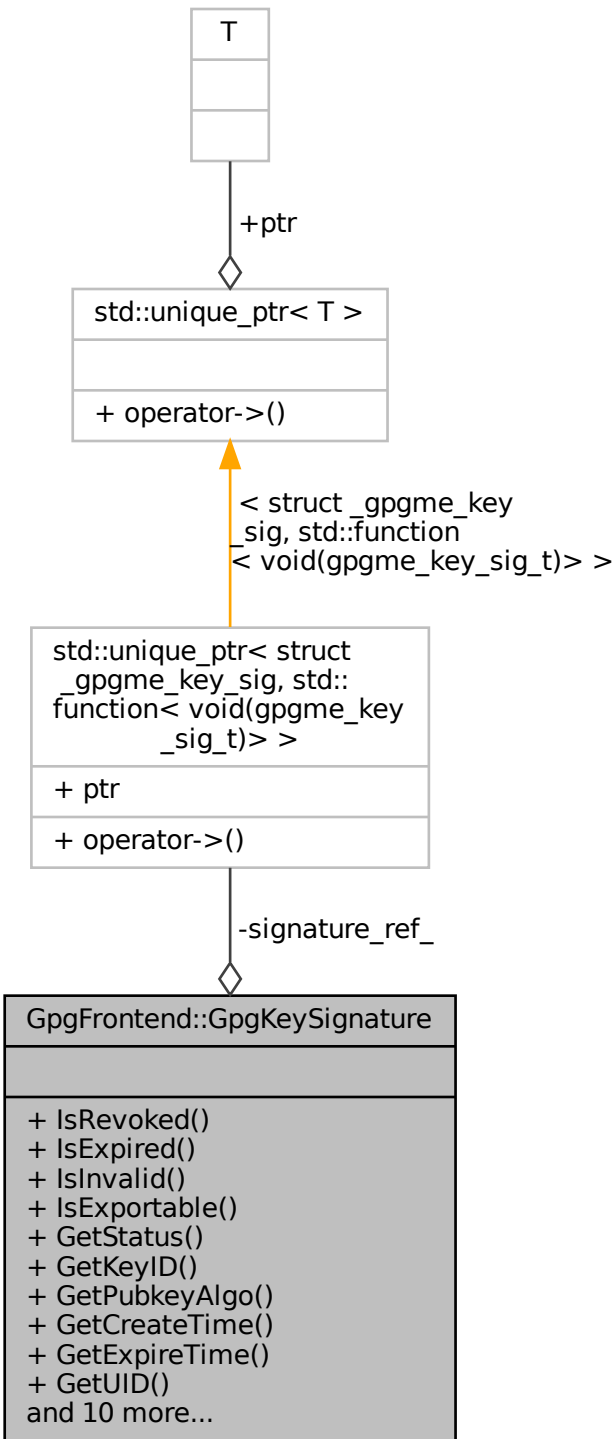 T
+ptr
std::unique_ptr< T >
+ operator->()
< struct _gpgme_key
_sig, std::function
< void(gpgme_key_sig_t)> >
std::unique_ptr< struct
_gpgme_key_sig, std::
function< void(gpgme_key
_sig_t)> >
+ ptr
+ operator->()
-signature_ref_
GpgFrontend::GpgKeySignature
+ IsRevoked()
+ IsExpired()
+ IsInvalid()
+ IsExportable()
+ GetStatus()
+ GetKeyID()
+ GetPubkeyAlgo()
+ GetCreateTime()
+ GetExpireTime()
+ GetUID()
and 10 more...